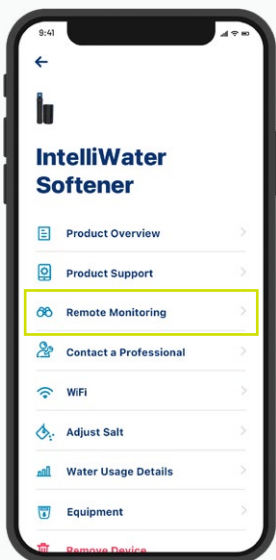 9:41
IntelliWater
Softener
Product Overview
Product Support
Remote Monitoring
Contact a Professional
WiFi
Adjust Salt
Water Usage Details
Equipment
Remove Device